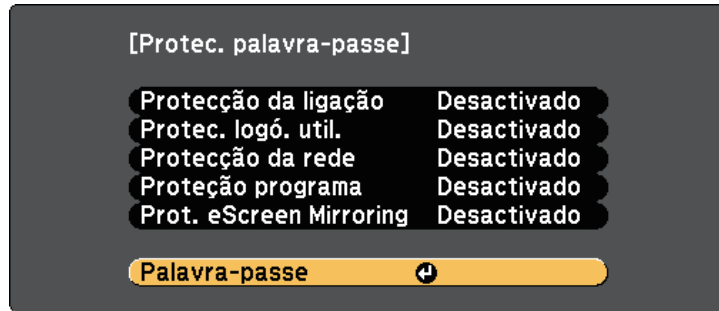 [Protec. palavra-passe]
Protecção da ligação Desactivado
Protec. logó. util. Desactivado
Protecção da rede Desactivado
Proteção programa Desactivado
Prot. eScreen Mirroring Desactivado
Palavra-passe